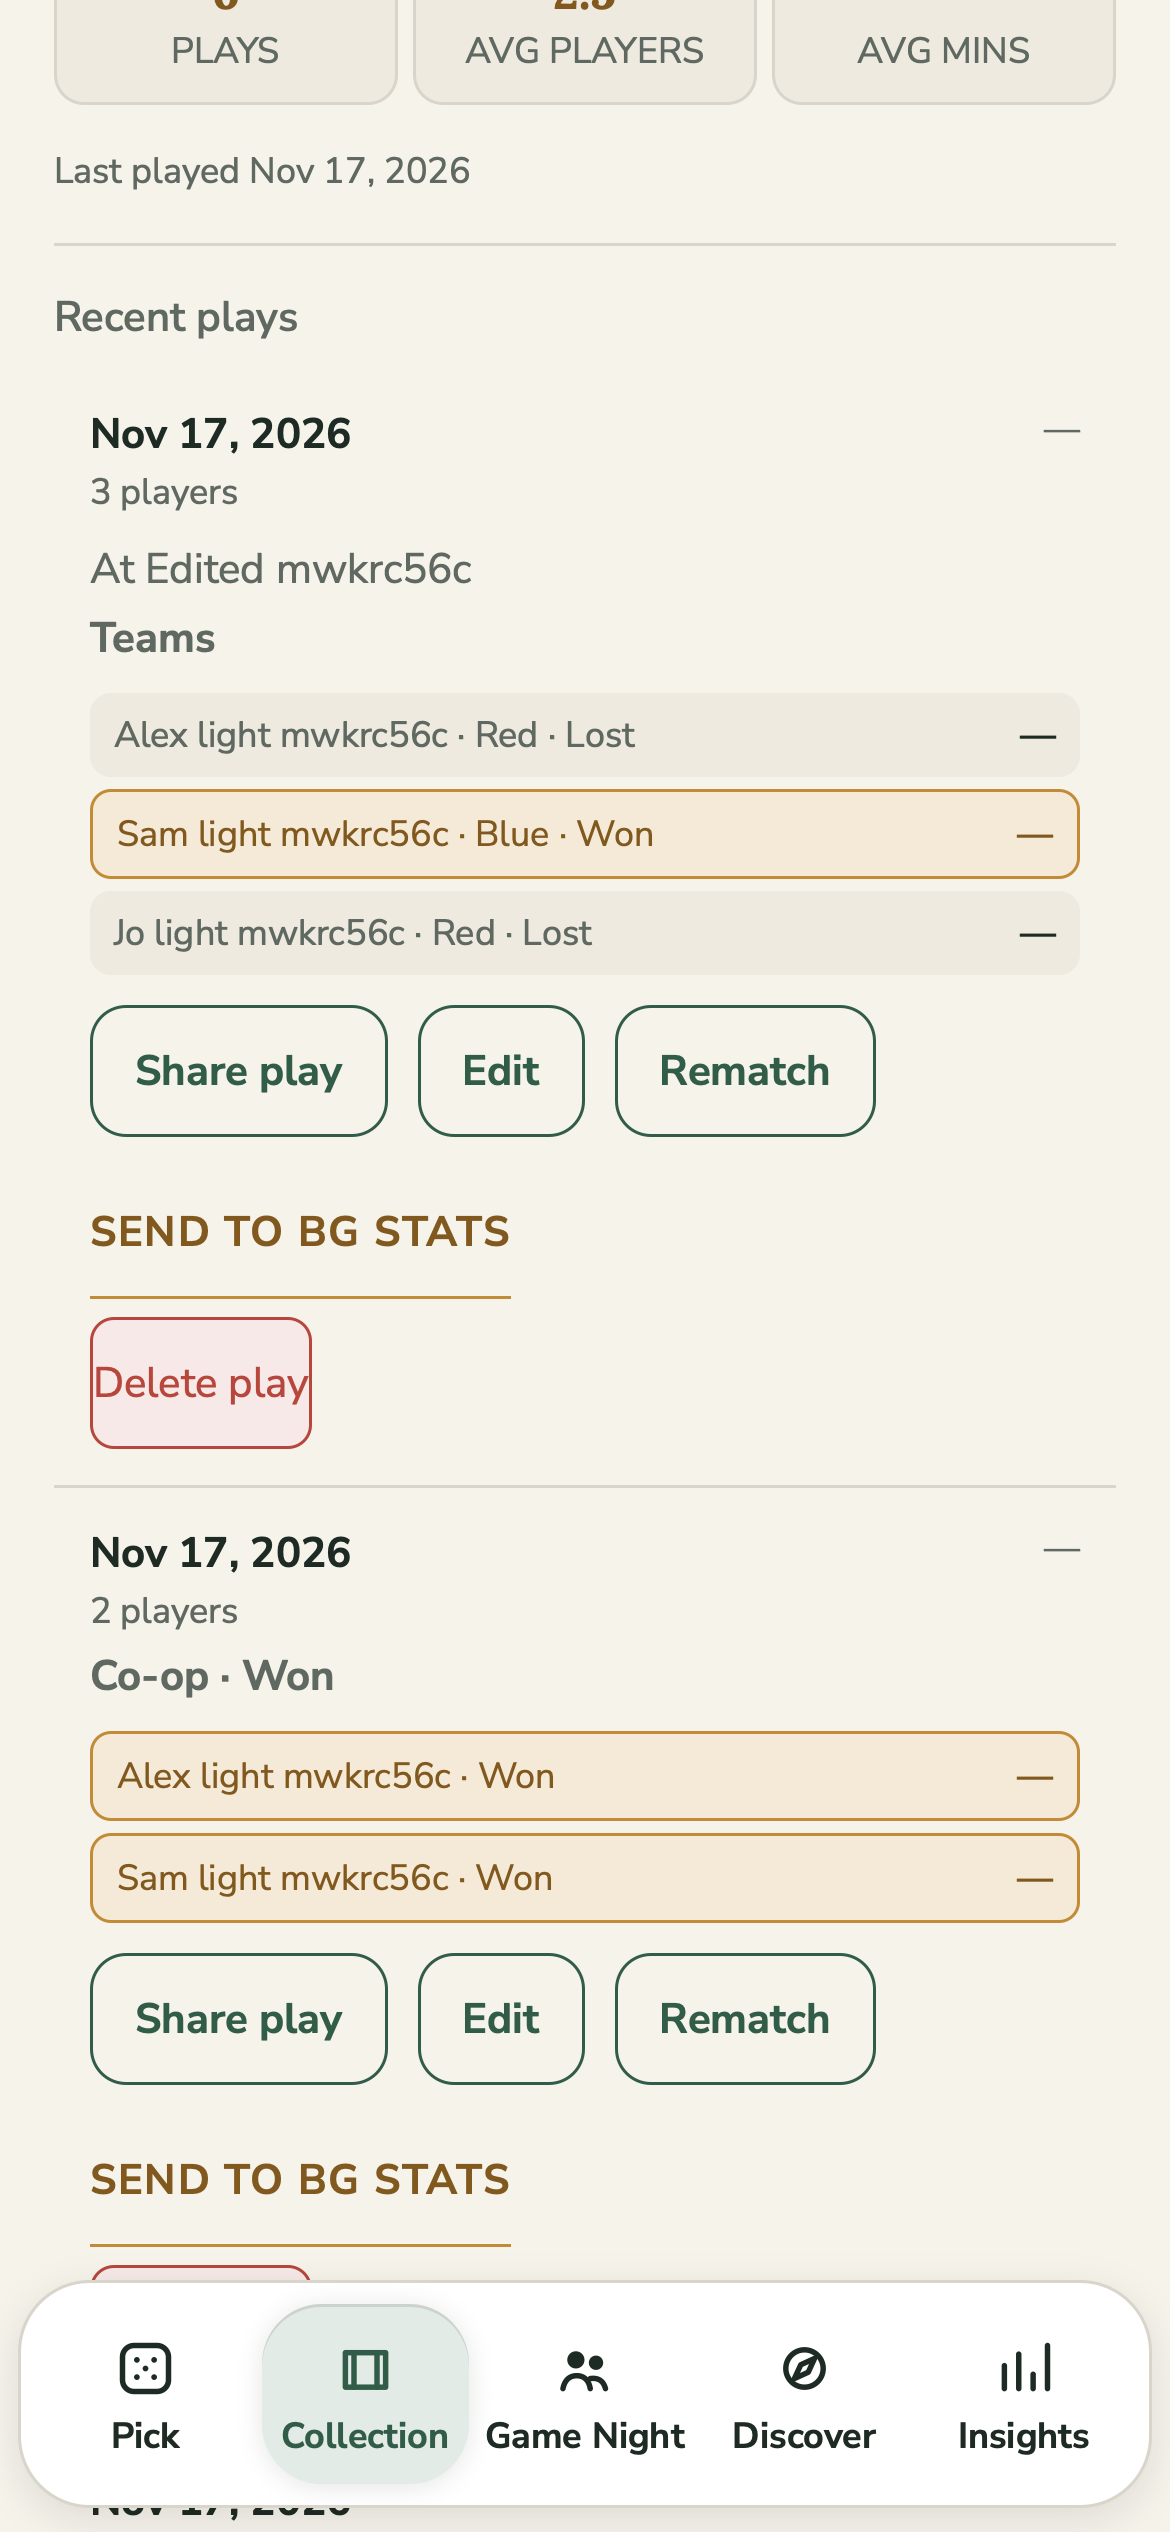 PLAYS
AVG PLAYERS
AVG MINS
Last played Nov 17, 2026
Recent plays
Nov 17, 2026 —
3 players
At Edited mwkrc56c
Teams
Alex light mwkrc56c · Red · Lost —
Sam light mwkrc56c · Blue · Won —
Jo light mwkrc56c · Red · Lost —
Share play
Edit
Rematch
SEND TO BG STATS
Delete play
Nov 17, 2026 —
2 players
Co-op · Won
Alex light mwkrc56c · Won —
Sam light mwkrc56c · Won —
Share play
Edit
Rematch
SEND TO BG STATS
Pick
Collection
Game Night
Discover
Insights
Nov 17, 2026